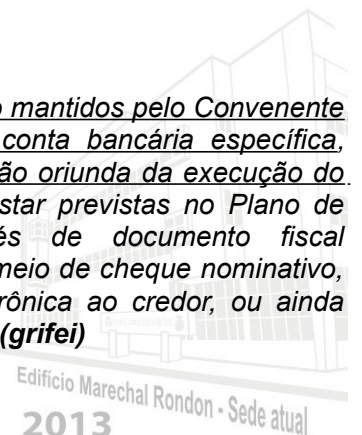 o mantidos pelo Convenente
conta bancária específica,
ão oriunda da execução do
star previstas no Plano de
és de documento fiscal
meio de cheque nominativo,
rônica ao credor, ou ainda
(grifei)
Edifício Marechal Rondon - Sede atual
2013